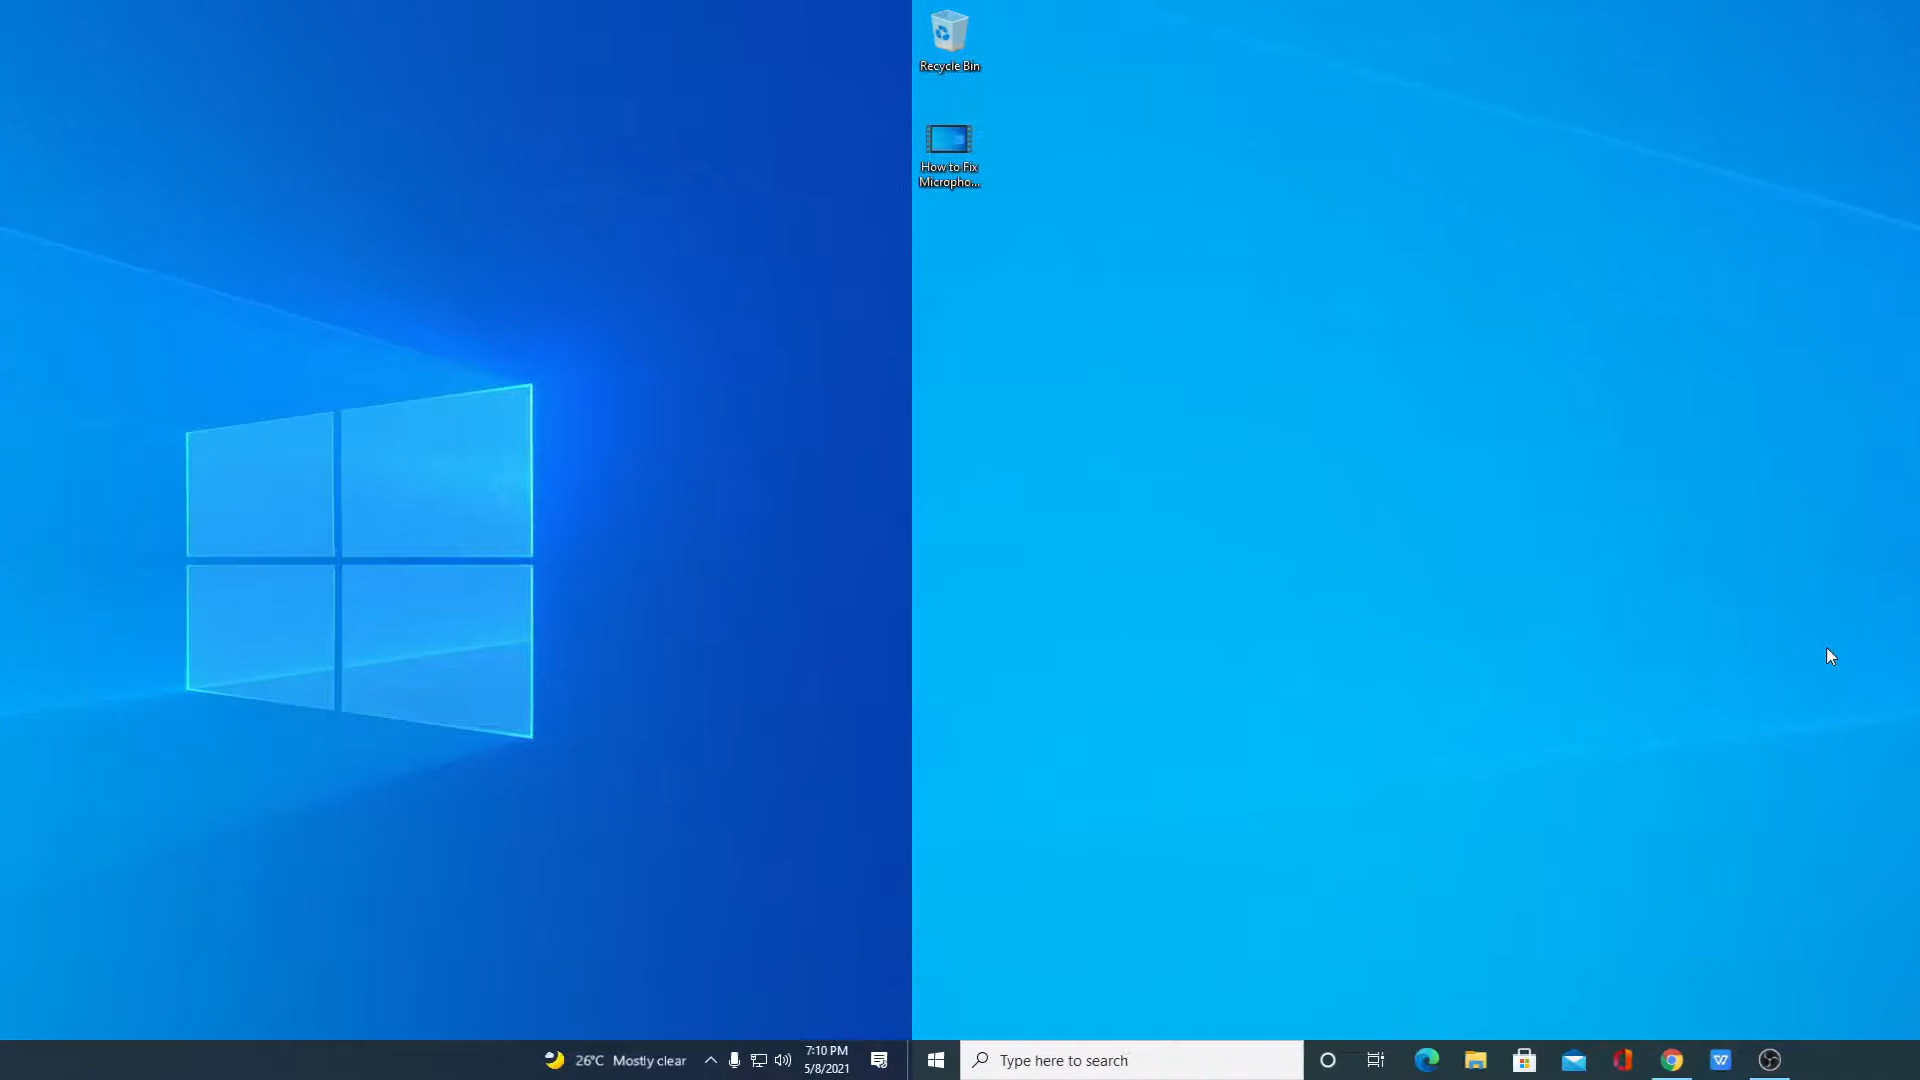 Recycle Bin
How to Fix
Micropho...
26°C Mostly clear
7:10 PM
5/8/2021
Type here to search